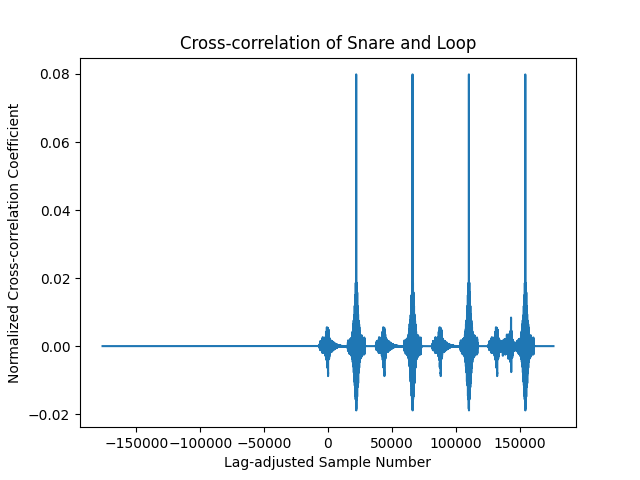 Cross-correlation of Snare and Loop
Normalized Cross-correlation Coefficient
0.08
0.06
0.04
0.02
0.00
−0.02
−150000 −100000 −50000 0 50000 100000 150000
Lag-adjusted Sample Number